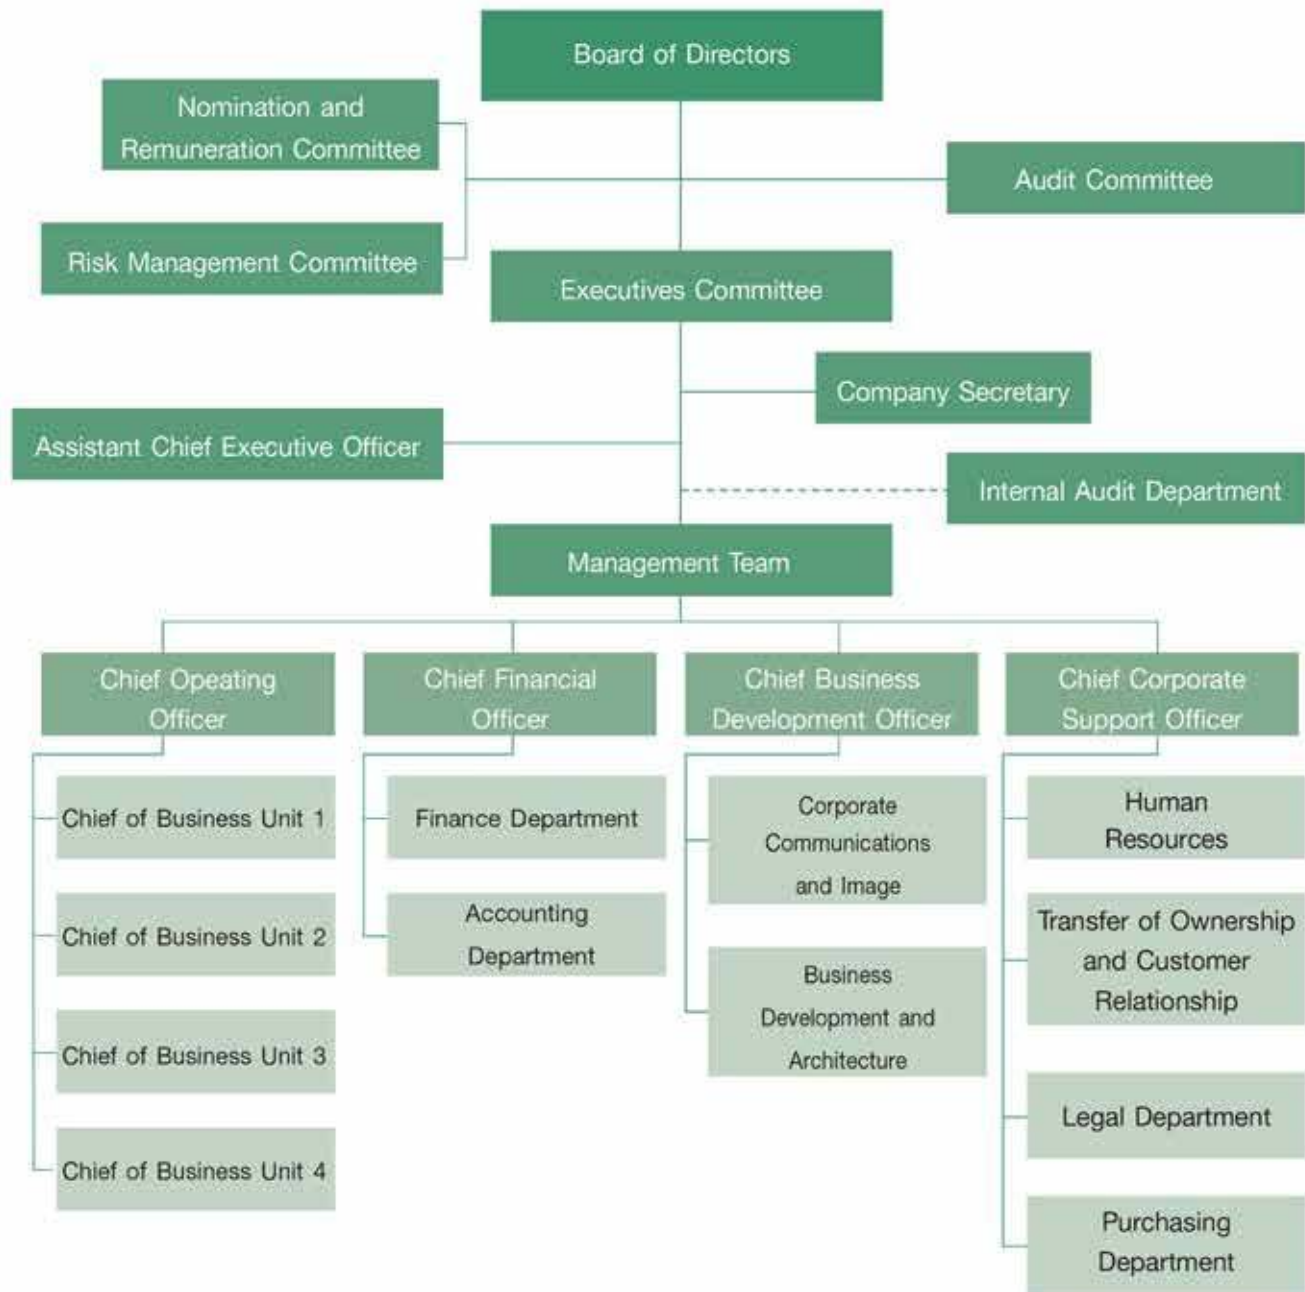 Board of Directors
Nomination and
Remuneration Committee
Audit Committee
Risk Management Committee
Executives Committee
Company Secretary
Assistant Chief Executive Officer
Internal Audit Department
Management Team
Chief Opeating
Officer
Chief Financial
Officer
Chief Business
Development Officer
Chief Corporate
Support Officer
Chief of Business Unit 1
Chief of Business Unit 2
Chief of Business Unit 3
Chief of Business Unit 4
Finance Department
Accounting
Department
Corporate
Communications
and Image
Business
Development and
Architecture
Human
Resources
Transfer of Ownership
and Customer
Relationship
Legal Department
Purchasing
Department